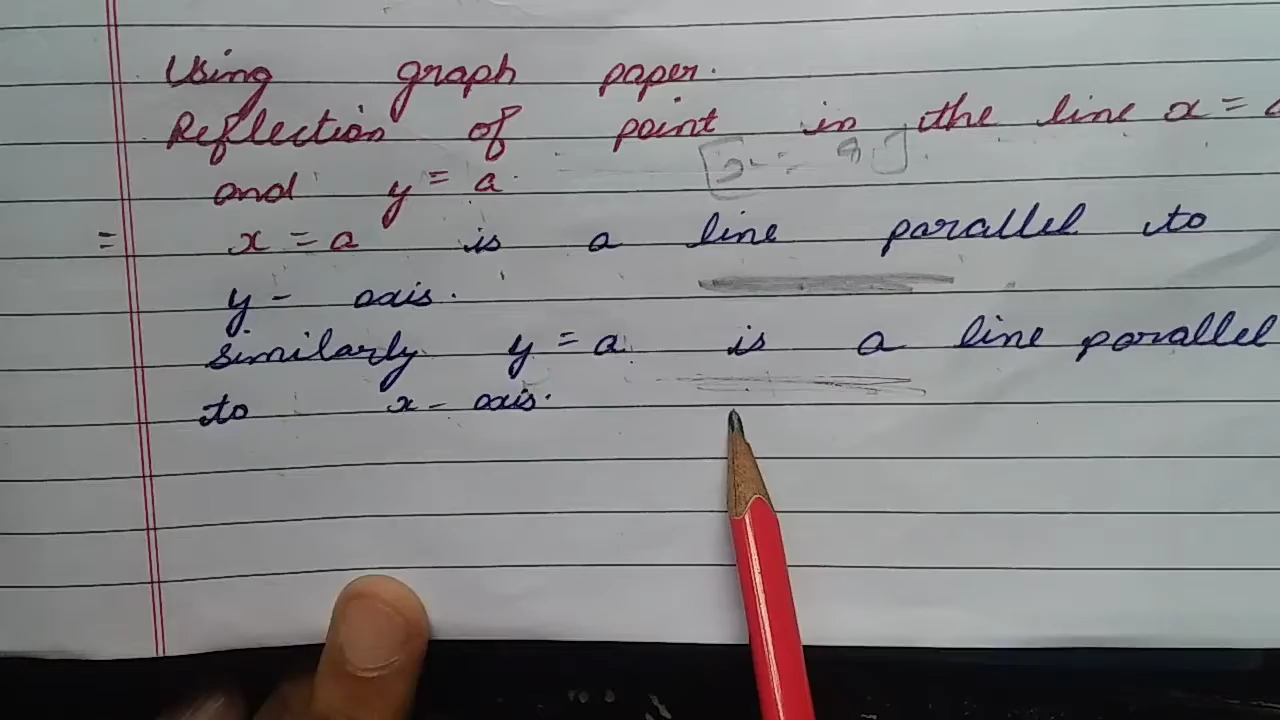 Using graph paper.
Reflection of point in the line x =
and y = a.
= x = a is a line parallel to
y - axis.
Similarly y = a is a line parallel
to x - axis.